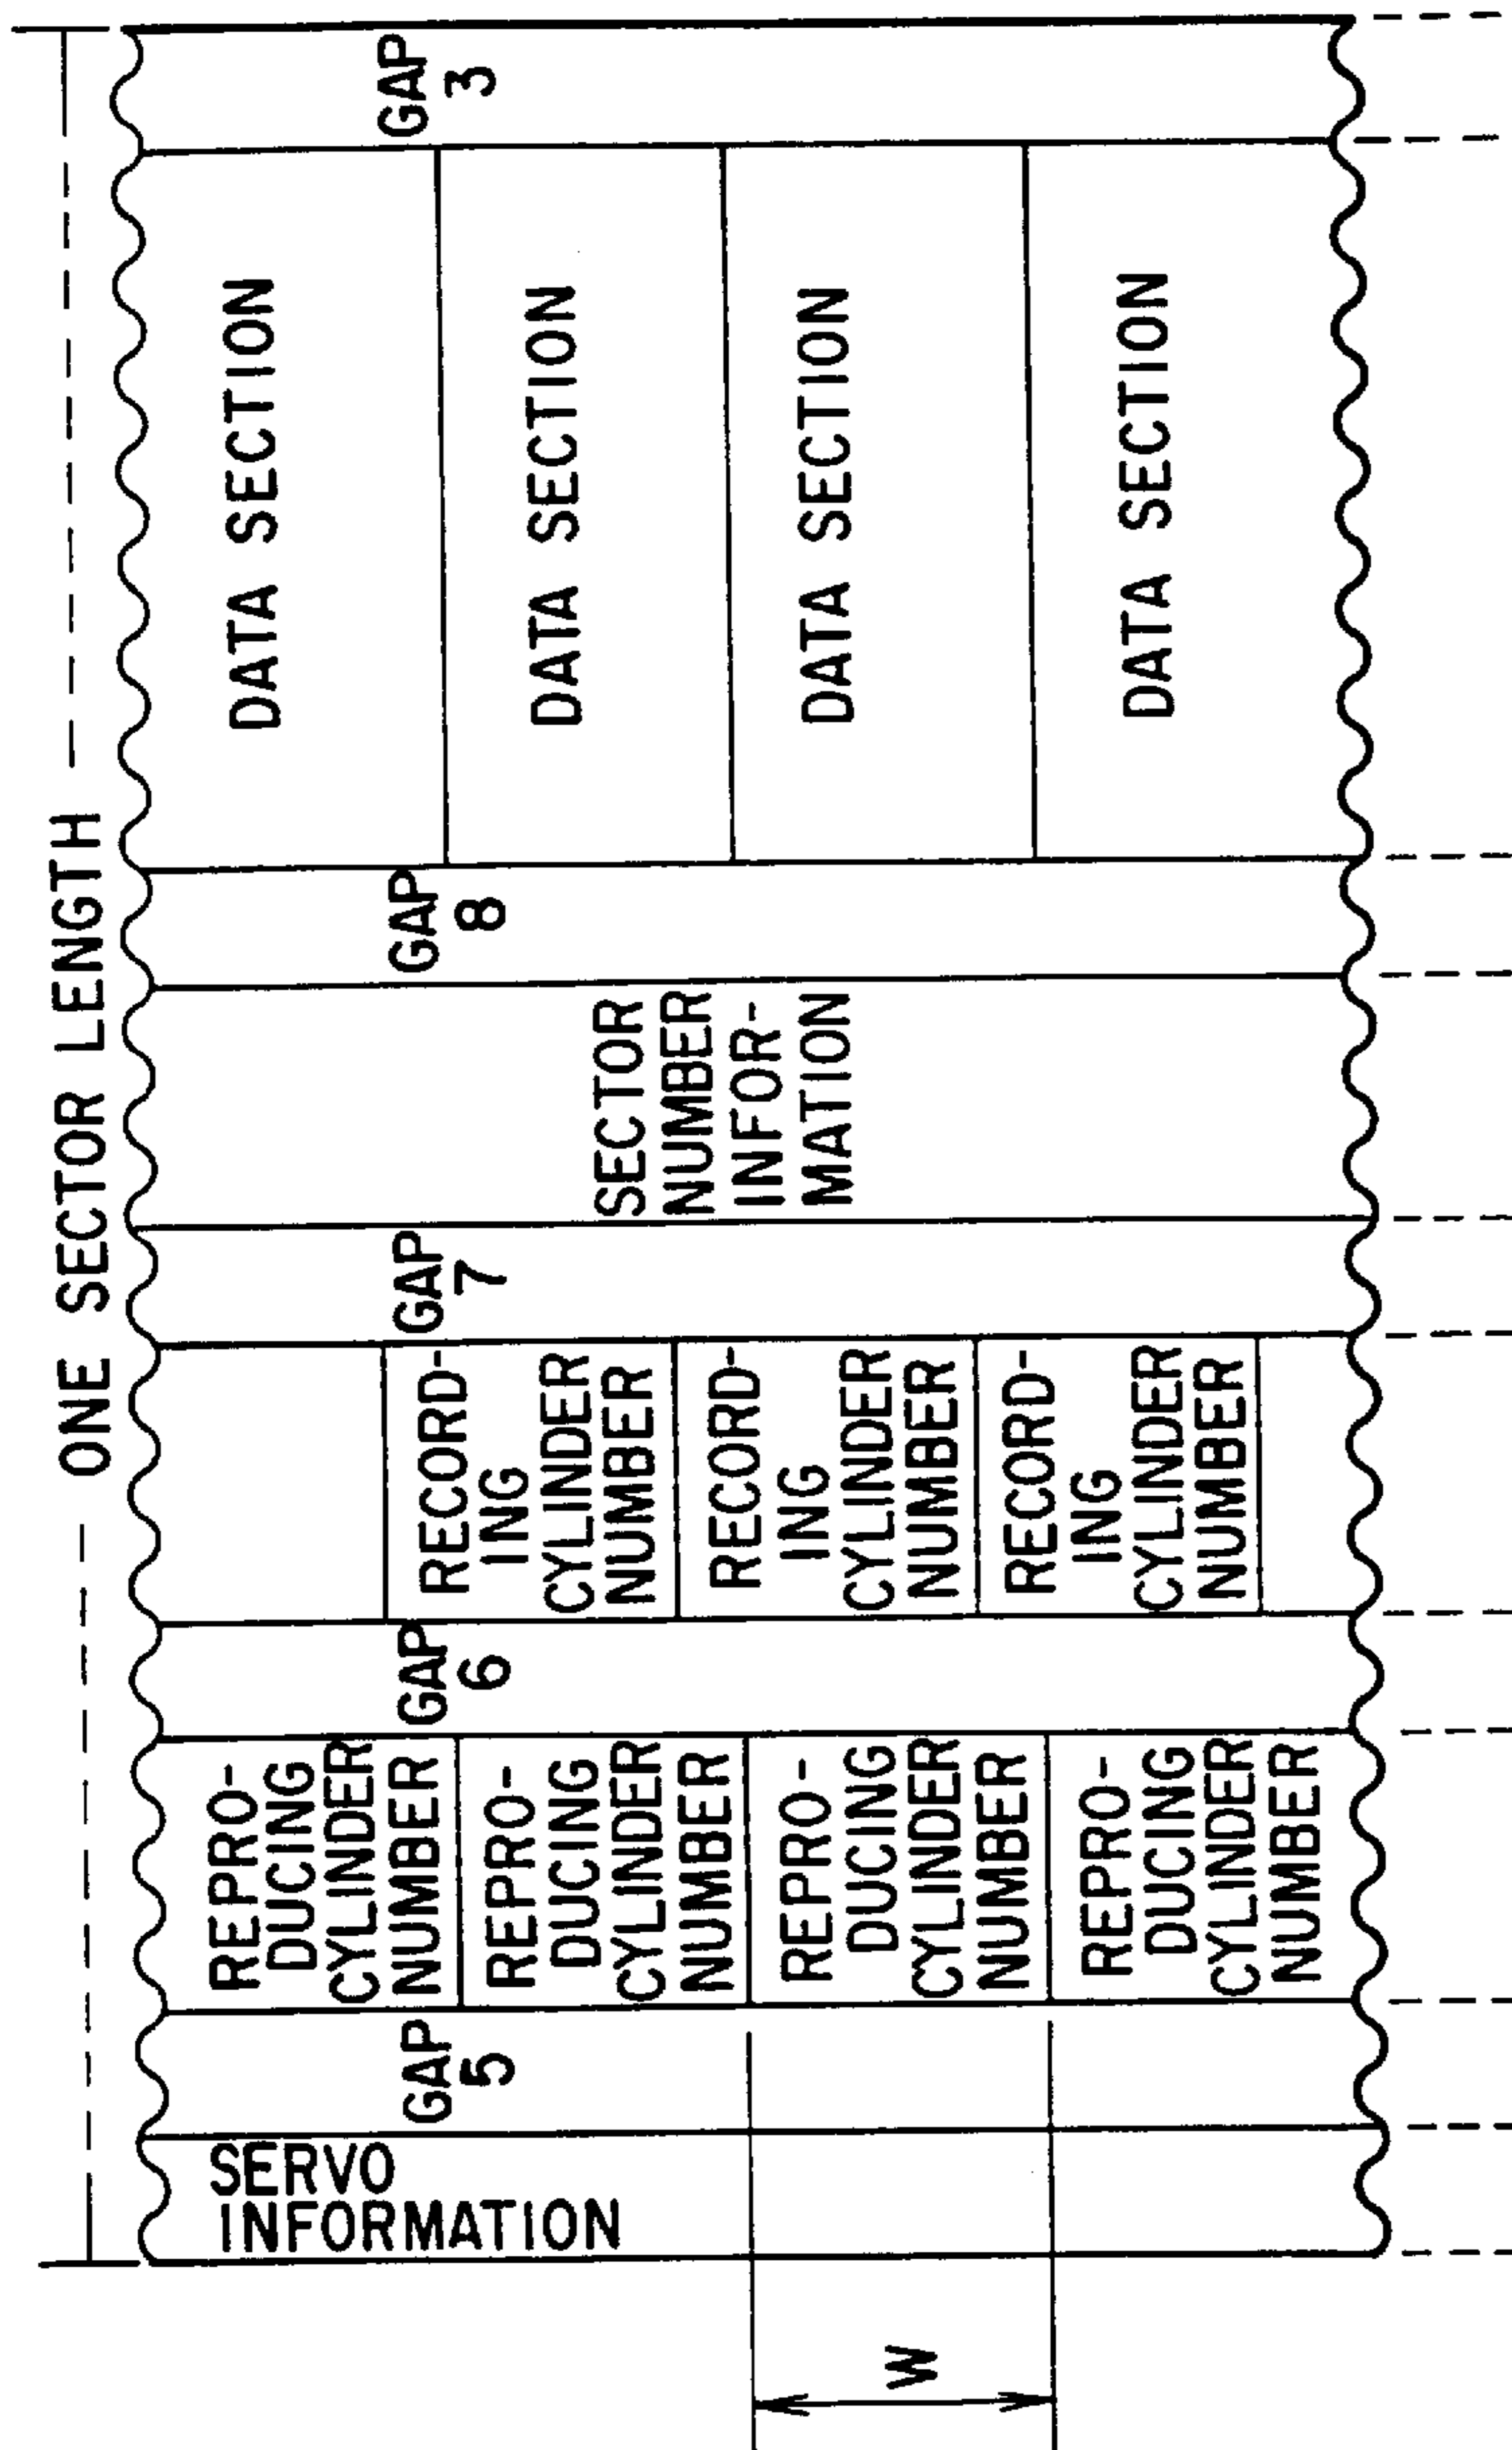 ONE SECTOR LENGTH
SERVO
INFORMATION
GAP
5
REPRO-
DUCING
CYLINDER
NUMBER
REPRO-
DUCING
CYLINDER
NUMBER
REPRO-
DUCING
CYLINDER
NUMBER
REPRO-
DUCING
CYLINDER
NUMBER
GAP
6
RECORD-
ING
CYLINDER
NUMBER
RECORD-
ING
CYLINDER
NUMBER
RECORD-
ING
CYLINDER
NUMBER
GAP
7
SECTOR
NUMBER
INFOR-
MATION
GAP
8
DATA SECTION
DATA SECTION
DATA SECTION
DATA SECTION
GAP
3
W